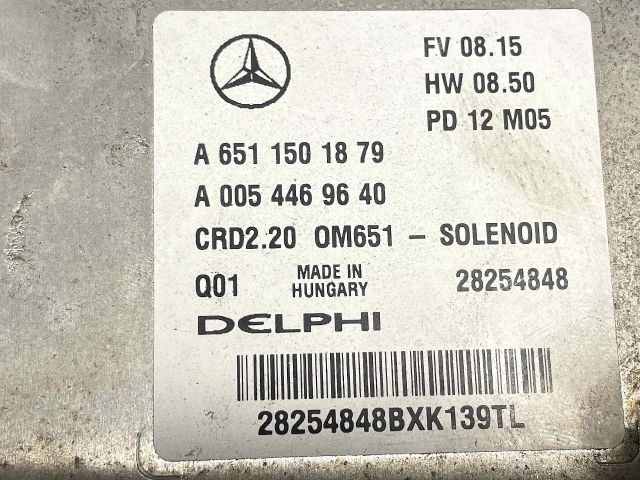 FV 08.15
HW 08.50
PD 12 M05
A 651 150 18 79
A 005 446 96 40
CRD2.20 OM651 – SOLENOID
Q01 MADE IN HUNGARY 28254848
DELPHI
28254848BXK139TL